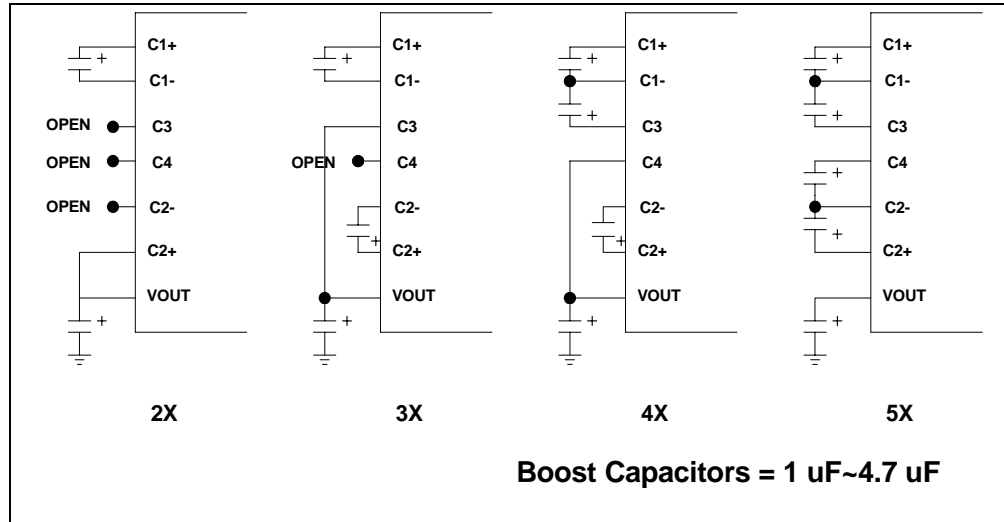 C1+
+
C1-
OPEN
C3
OPEN
C4
OPEN
C2-
C2+
VOUT
+
2X
C1+
+
C1-
C3
OPEN
C4
C2-
+
C2+
VOUT
+
3X
C1+
+
C1-
+
C3
C4
C2-
+
C2+
VOUT
+
4X
C1+
+
C1-
+
C3
C4
+
C2-
+
C2+
VOUT
+
5X
Boost Capacitors = 1 uF~4.7 uF